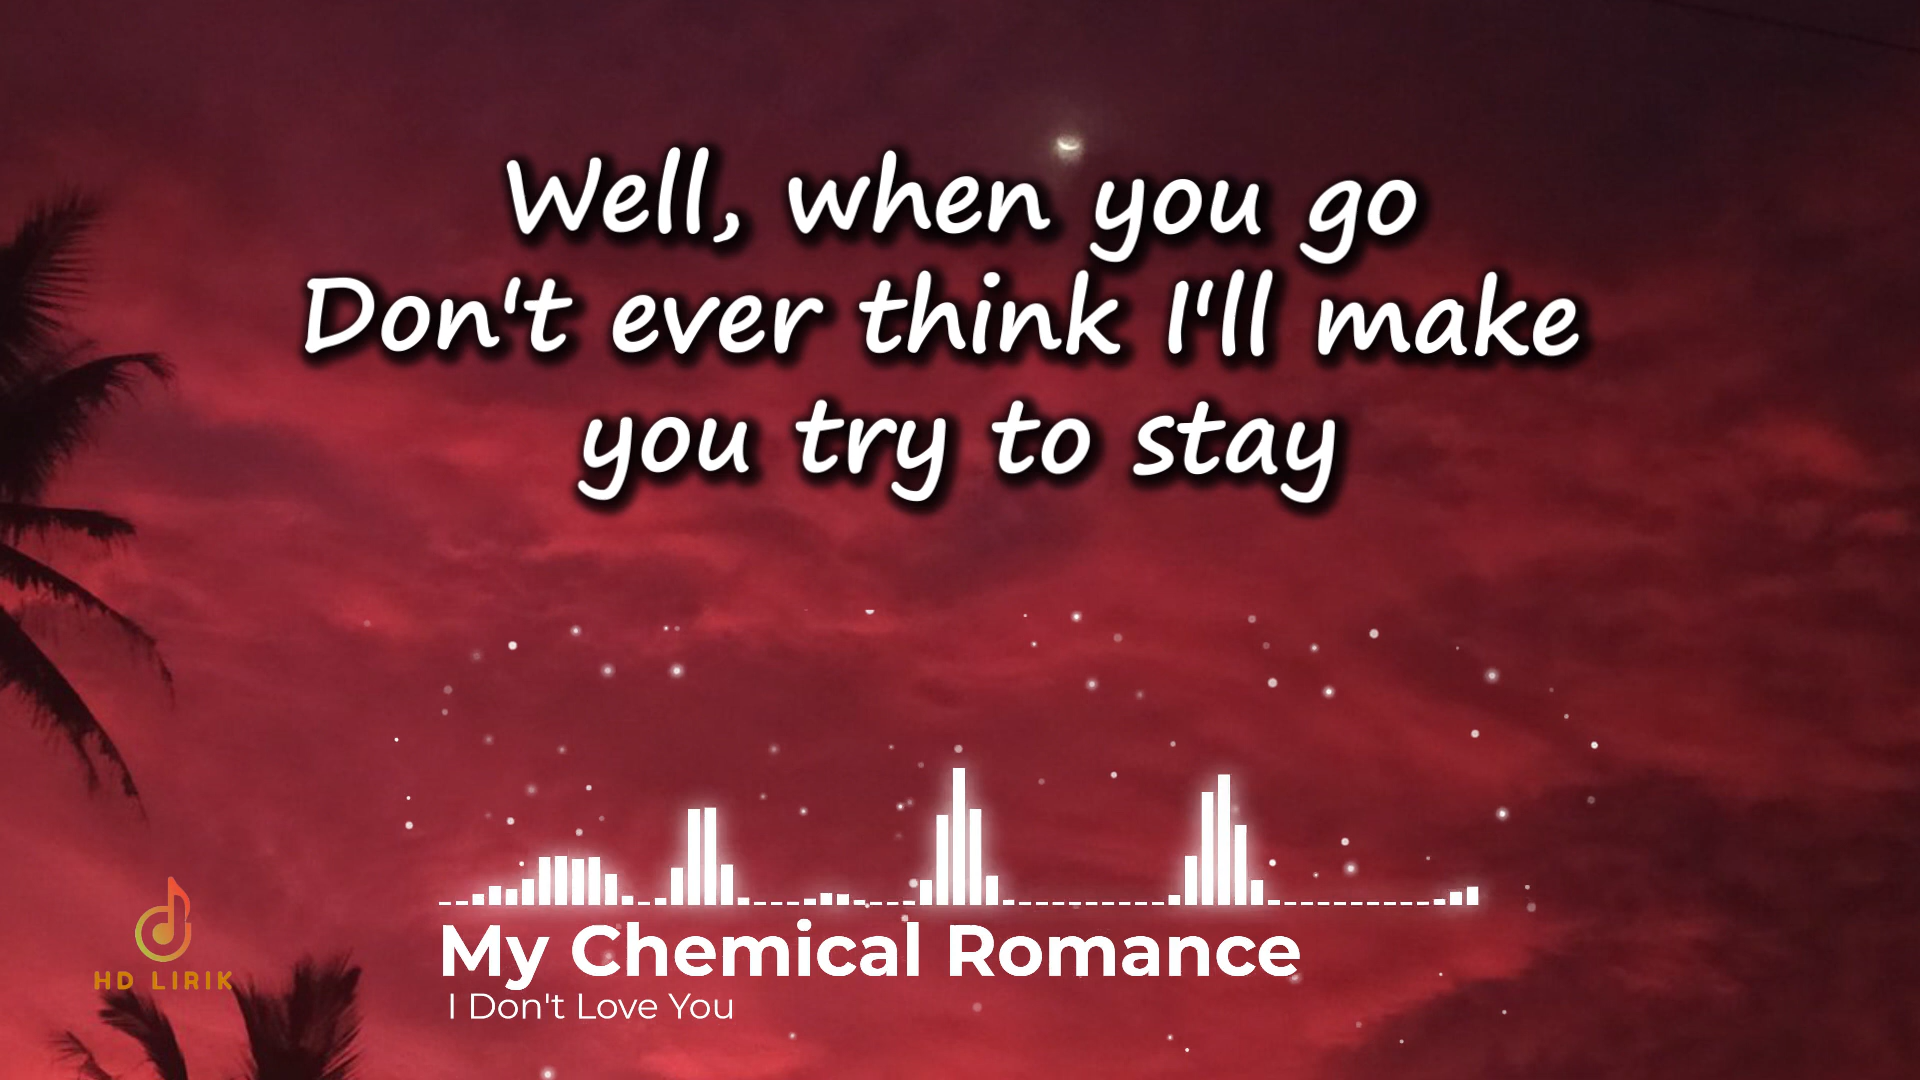 Well, when you go
Don't ever think I'll make
you try to stay
My Chemical Romance
I Don't Love You
HD LIRIK